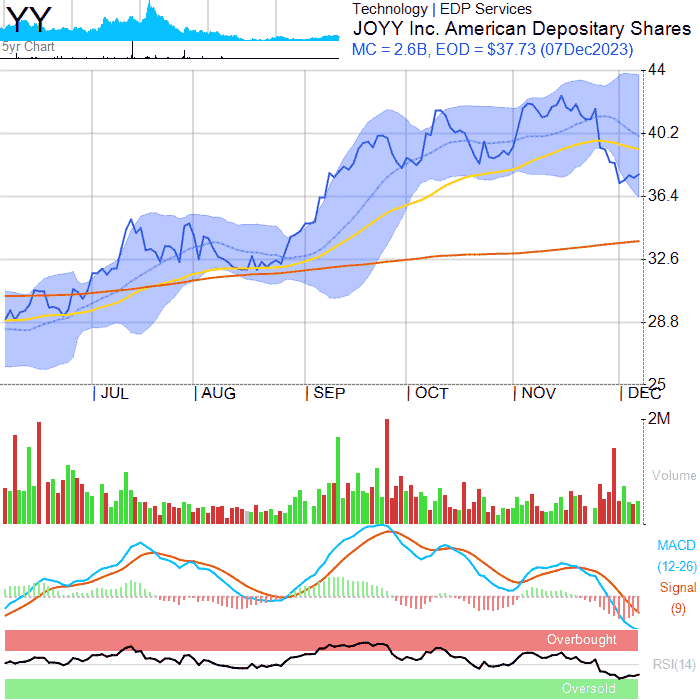 YY
5yr Chart
Technology | EDP Services
JOYY Inc. American Depositary Shares
MC = 2.6B, EOD = $37.73 (07Dec2023)
44
40.2
36.4
32.6
28.8
25
JUL
AUG
SEP
OCT
NOV
DEC
2M
Volume
MACD
(12-26)
Signal
(9)
Overbought
RSI(14)
Oversold